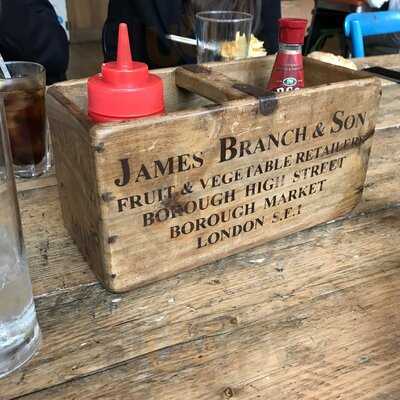 JAMES BRANCH & SON
FRUIT & VEGETABLE RETAILERS
BOROUGH HIGH STREET
BOROUGH MARKET
LONDON S.E.1